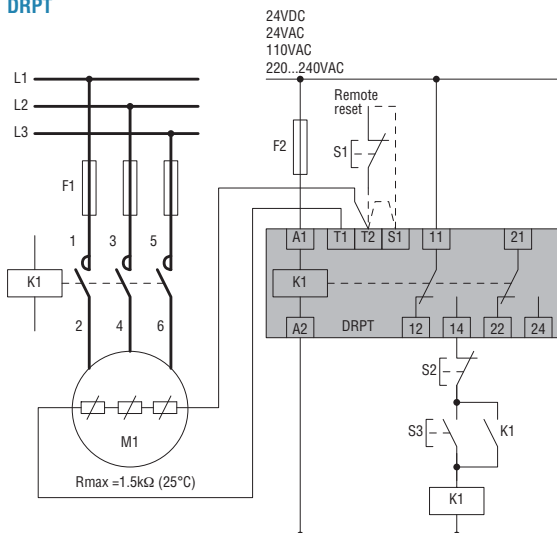 DRPT
24VDC
24VAC
110VAC
220...240VAC
L1
L2
L3
F1
F2
Remote
reset
S1
1 3 5
K1
2 4 6
M1
Rmax =1.5kΩ (25°C)
A1 T1 T2 S1 11 21
K1
A2 DRPT 12 14 22 24
S2
S3 K1
K1